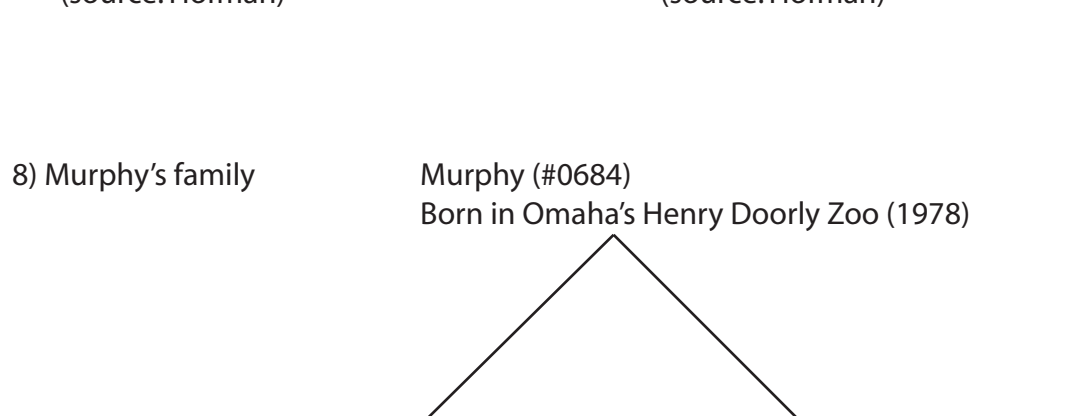 8) Murphy’s family
Murphy (#0684)
Born in Omaha’s Henry Doorly Zoo (1978)